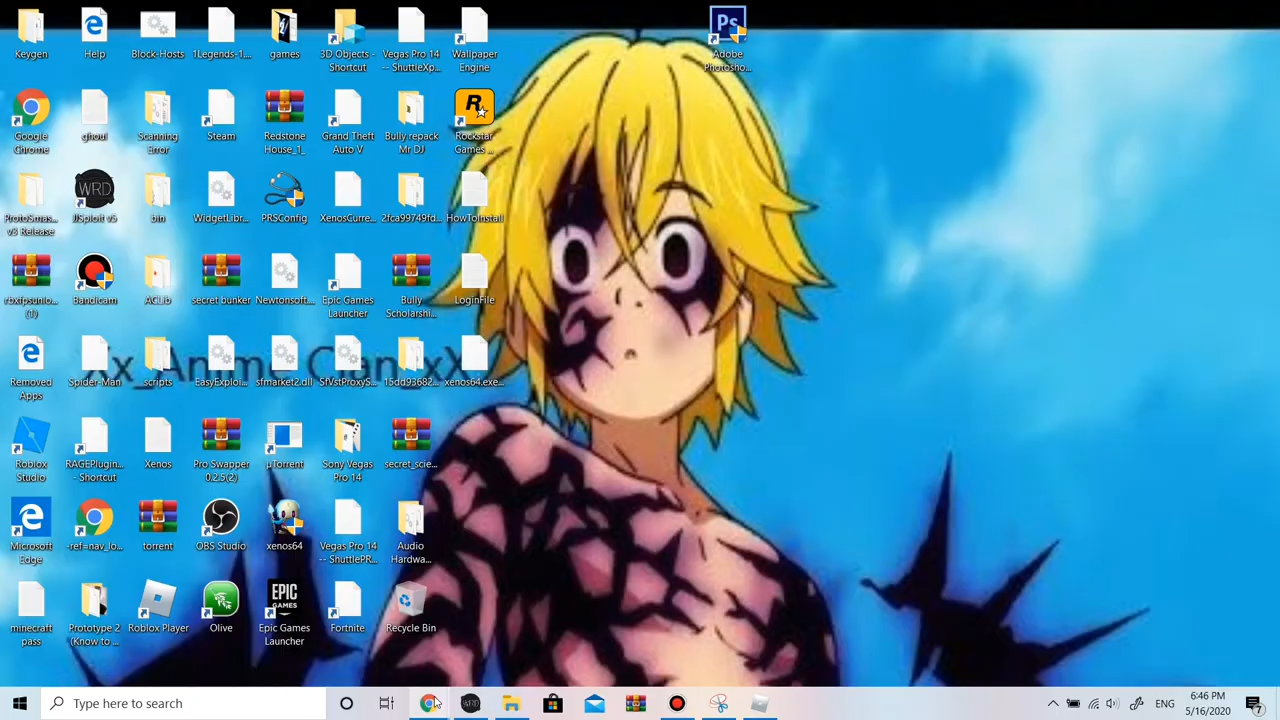 Keygen
Help
Block-Hosts
1Legends-1....
games
3D Objects - Shortcut
Vegas Pro 14 -- ShuttleXp...
Wallpaper Engine
Ps
Adobe Photosho...
Google Chrome
ghoul
Scanning Error
Steam
Redstone House_1_
Grand Theft Auto V
Bully repack Mr DJ
R
Rockstar Games ...
ProtoSmas... v3 Release
WRD
JJSploit v5
bin
WidgetLibr...
PRSConfig
XenosCurre...
2fca99749fd...
HowToInstall
rbxfpsunlo... (1)
Bandicam
ACLib
secret bunker
Newtonsoft....
Epic Games Launcher
Bully Scholarshi...
LoginFile
Removed Apps
Spider-Man
scripts
EasyExploi...
sfmarket2.dll
SfVstProxyS...
15dd93682...
xenos64.exe...
Roblox Studio
RAGEPlugin... - Shortcut
Xenos
Pro Swapper 0.2.5(2)
µTorrent
Sony Vegas Pro 14
secret_scie...
Microsoft Edge
-ref=nav_lo...
torrent
OBS Studio
xenos64
Vegas Pro 14 -- ShuttlePR...
Audio Hardwa...
minecraft pass
Prototype 2 (Know to ...
Roblox Player
Olive
EPIC GAMES
Epic Games Launcher
Fortnite
Recycle Bin
Type here to search
WRD
ENG
6:46 PM
5/16/2020